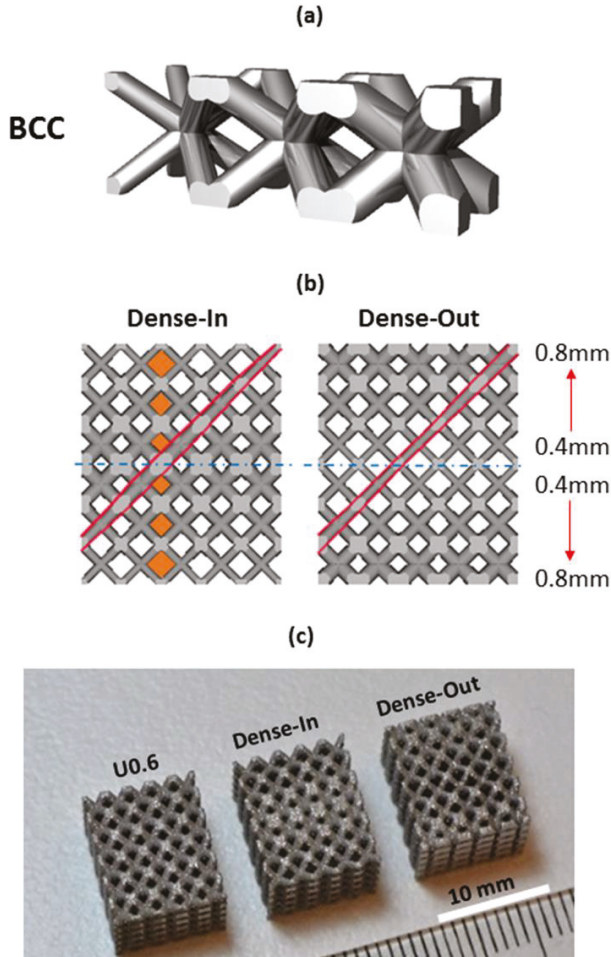 (a)
BCC
(b)
Dense-In
Dense-Out
0.8mm
0.4mm
0.4mm
0.8mm
(c)
U0.6
Dense-In
Dense-Out
10 mm